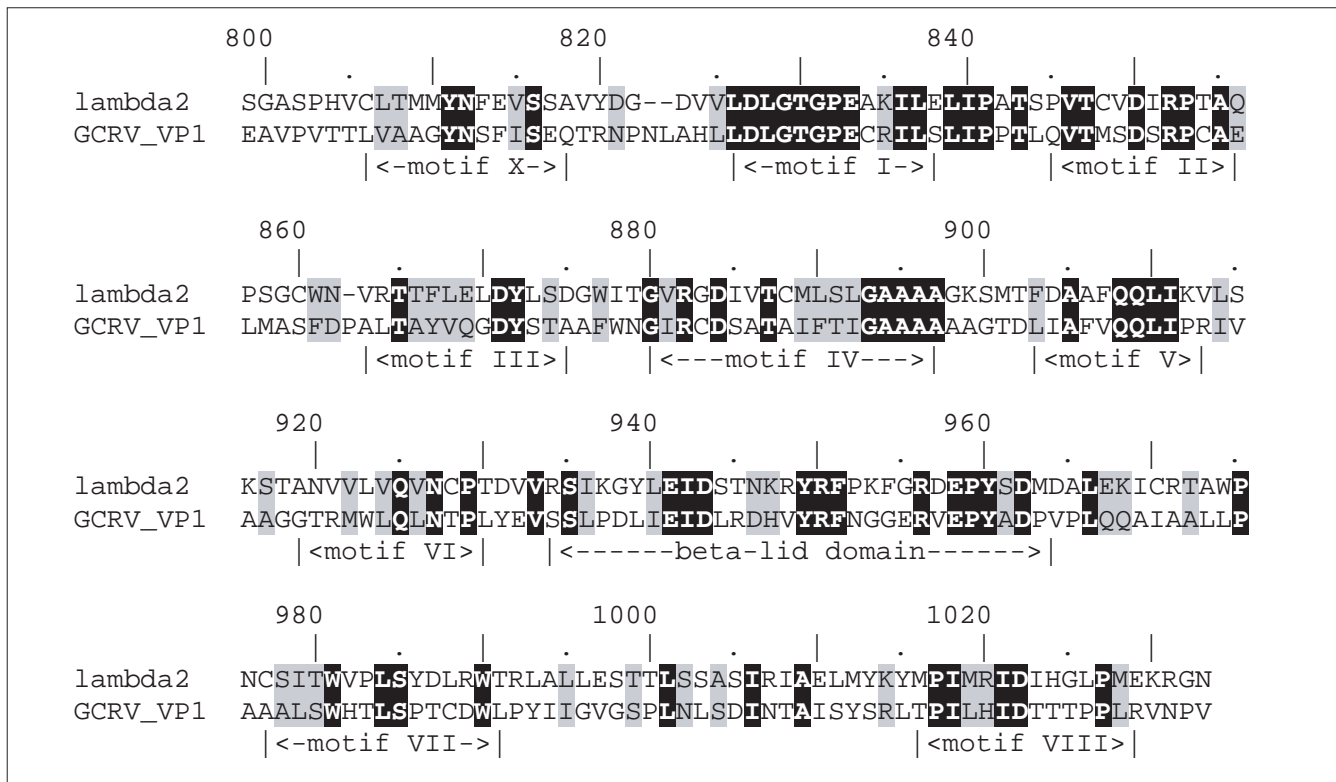 800 820 840
| . | . | . | . | . | .
lambda2 SGASPHVCLTMMYNFEVSSAVYDG--DVVLDLGTGPEAKILELIPATSPVTCVDIRPTAQ
GCRV_VP1 EAVPVTTLVAAGYNSFISEQTRNPNLAHLLDLGTGPECRILSLIPPTLQVTMSDSRPCAE
|<-motif X->| |<-motif I->| |<motif II>|
860 880 900
| . | . | . | . | . | .
lambda2 PSGCWN-VRTTFLELDYLSDGWITGVRGDIVTCMLSLGAAAAGKSMTFDAAFQQLIKVLS
GCRV_VP1 LMASFDPALTAYVQGDYSTAAFWNGIRCDSATAIFTIGAAAAAAGTDLIAFVQQLIPRIV
|<motif III>| |<---motif IV--->| |<motif V>|
920 940 960
| . | . | . | . | . | .
lambda2 KSTANVVLVQVNCPTDVVRSIKGYLEIDSTNKRYRFPKFGRDEPYSDMDALEKICRTAWP
GCRV_VP1 AAGGTRMWLQLNTPLYEVSSLPDLIEIDLRDHVYRFNGGERVEPYADPVPLQQAIAALLP
|<motif VI>| |<------beta-lid domain------>|
980 1000 1020
| . | . | . | . | . |
lambda2 NCSITWVPLSYDLRWTRLALLESTTLSSASIRIAELMYKYMPIMRIDIHGLPMEKRGN
GCRV_VP1 AAALSWHTLSPTCDWLPYIIGVGSPLNLSDINTAISYSRLTPILHIDTTTPPLRVNPV
|<-motif VII->| |<motif VIII>|